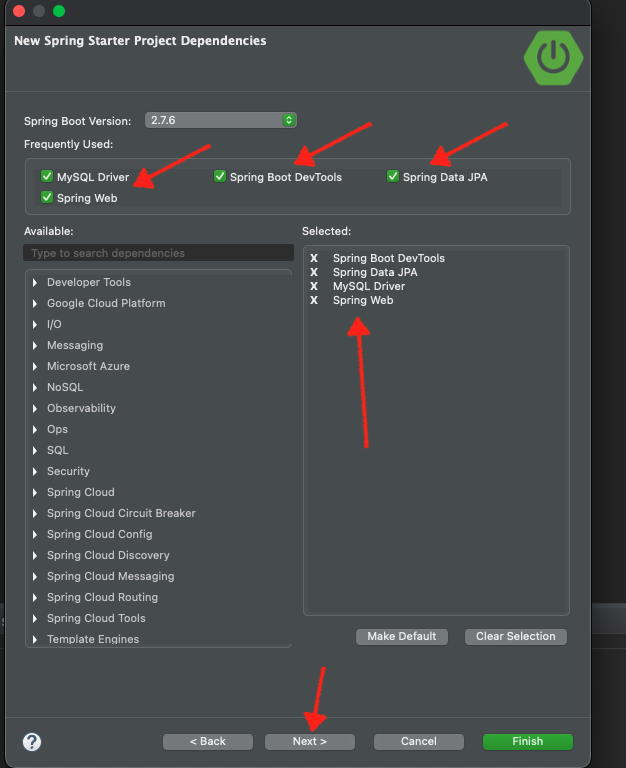 New Spring Starter Project Dependencies
Spring Boot Version: 2.7.6
Frequently Used:
MySQL Driver Spring Boot DevTools Spring Data JPA
Spring Web
Available:
Type to search dependencies
Developer Tools
Google Cloud Platform
I/O
Messaging
Microsoft Azure
NoSQL
Observability
Ops
SQL
Security
Spring Cloud
Spring Cloud Circuit Breaker
Spring Cloud Config
Spring Cloud Discovery
Spring Cloud Messaging
Spring Cloud Routing
Spring Cloud Tools
Template Engines
Selected:
X Spring Boot DevTools
X Spring Data JPA
X MySQL Driver
X Spring Web
Make Default Clear Selection
? < Back Next > Cancel Finish